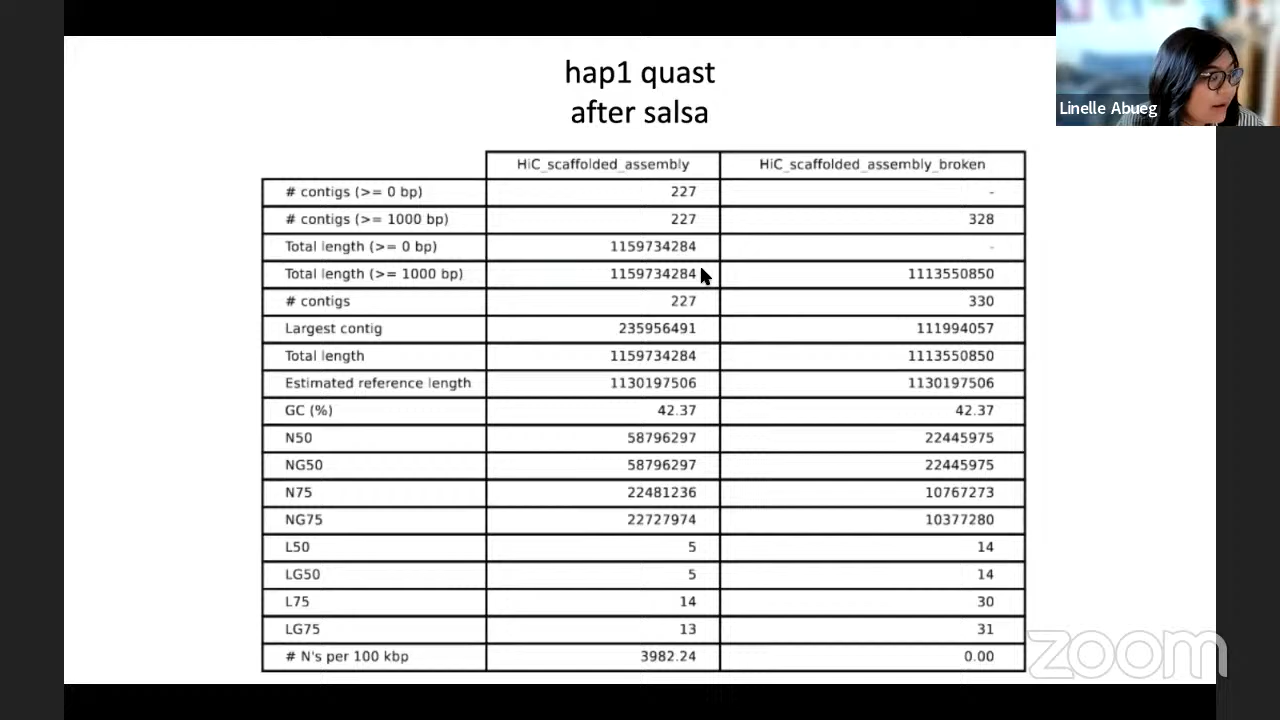 hap1 quast
after salsa
Linelle Abueg
HiC_scaffolded_assembly HiC_scaffolded_assembly_broken
# contigs (>= 0 bp) 227 -
# contigs (>= 1000 bp) 227 328
Total length (>= 0 bp) 1159734284 -
Total length (>= 1000 bp) 1159734284 1113550850
# contigs 227 330
Largest contig 235956491 111994057
Total length 1159734284 1113550850
Estimated reference length 1130197506 1130197506
GC (%) 42.37 42.37
N50 58796297 22445975
NG50 58796297 22445975
N75 22481236 10767273
NG75 22727974 10377280
L50 5 14
LG50 5 14
L75 14 30
LG75 13 31
# N's per 100 kbp 3982.24 0.00
zoom